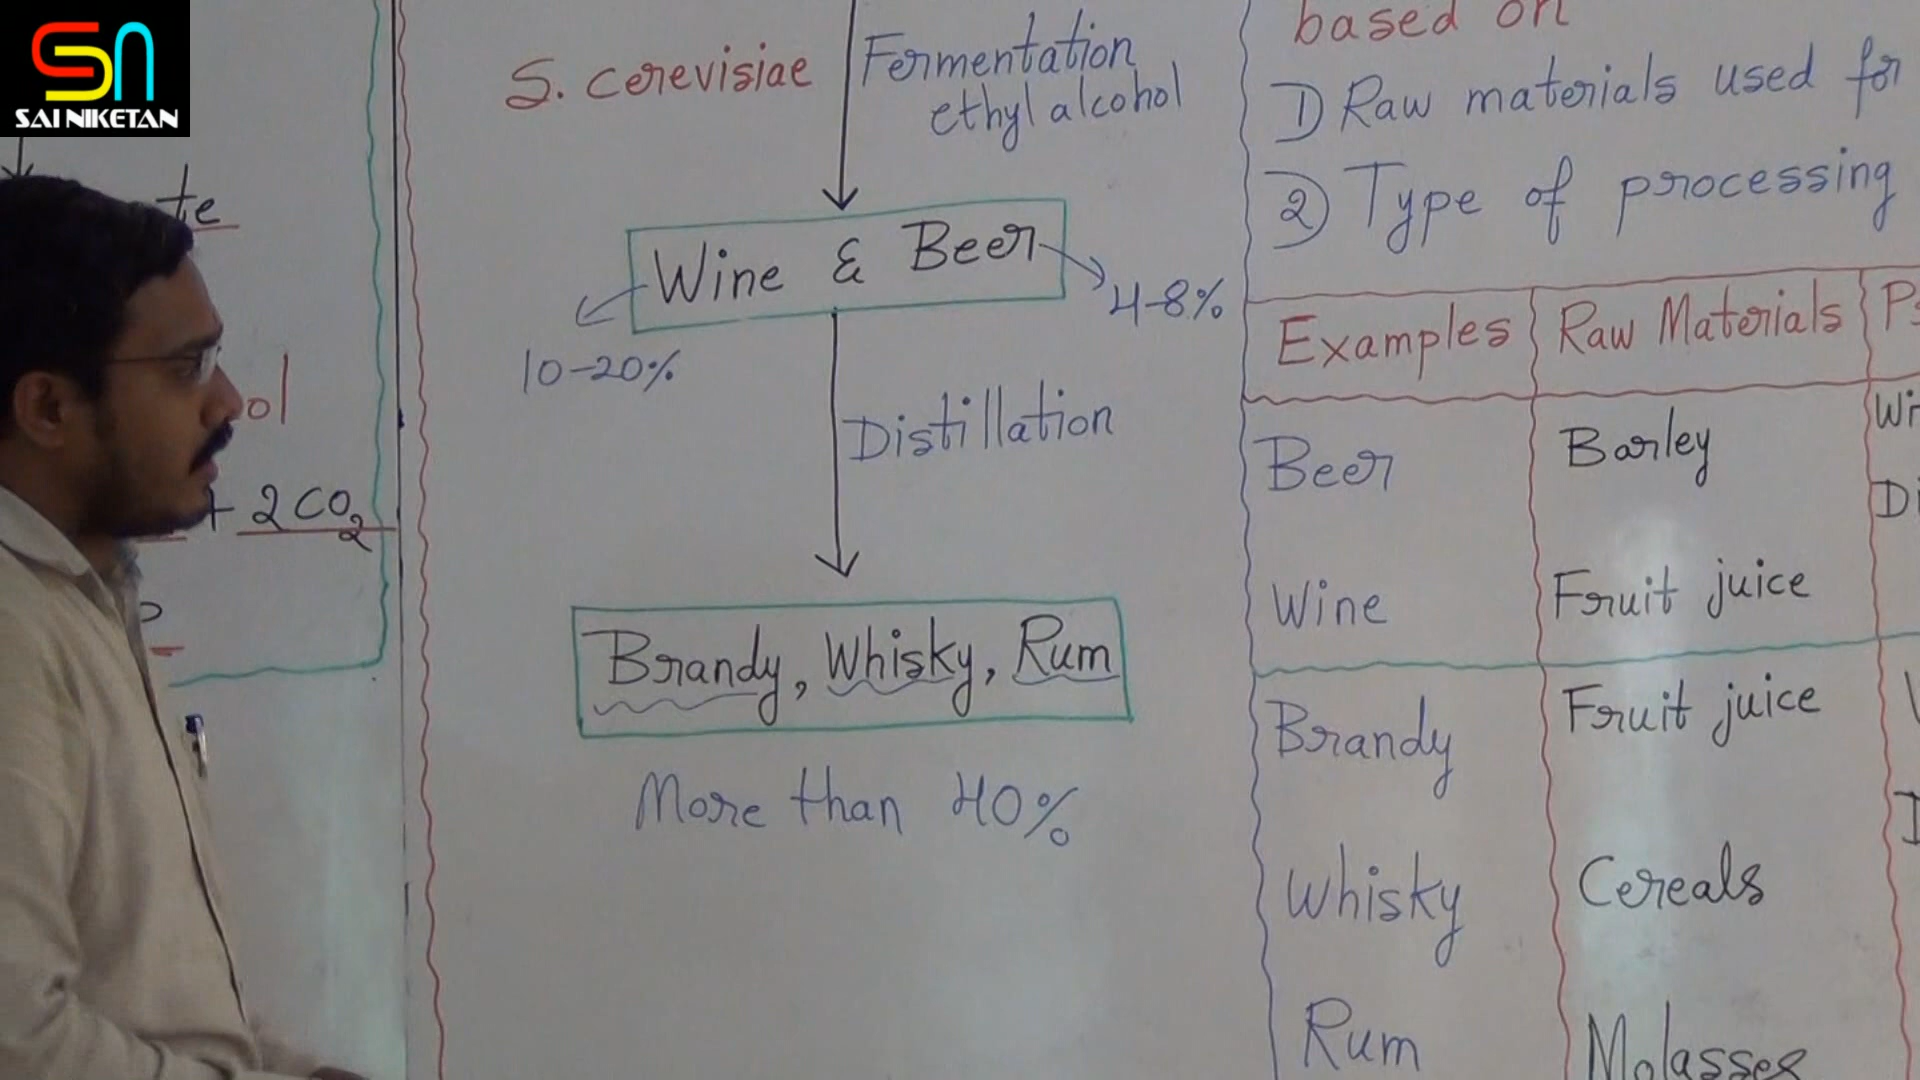 SAI NIKETAN
te
ol
+ 2CO2
S. cerevisiae
Fermentation
ethyl alcohol
Wine & Beer
10-20%
4-8%
Distillation
Brandy, Whisky, Rum
More than 40%
based on
1) Raw materials used for
2) Type of processing
Examples Raw Materials
Beer Barley
Wine Fruit juice
Brandy Fruit juice
Whisky Cereals
Rum Molasses